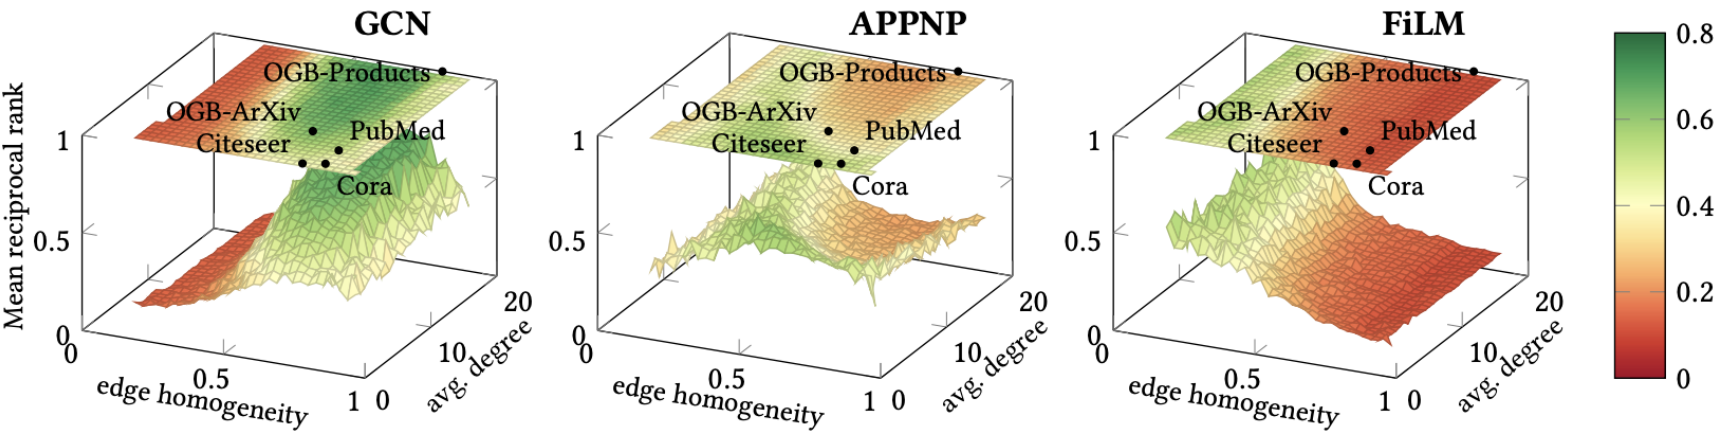 GCN
Mean reciprocal rank
1
0.5
0
0
0.5
1
0
10
20
edge homogeneity
avg. degree
OGB-Products
OGB-ArXiv
Citeseer
PubMed
Cora
APPNP
1
0.5
0
0
0.5
1
0
10
20
edge homogeneity
avg. degree
OGB-Products
OGB-ArXiv
Citeseer
PubMed
Cora
FiLM
1
0.5
0
0
0.5
1
0
10
20
edge homogeneity
avg. degree
OGB-Products
OGB-ArXiv
Citeseer
PubMed
Cora
0.8
0.6
0.4
0.2
0